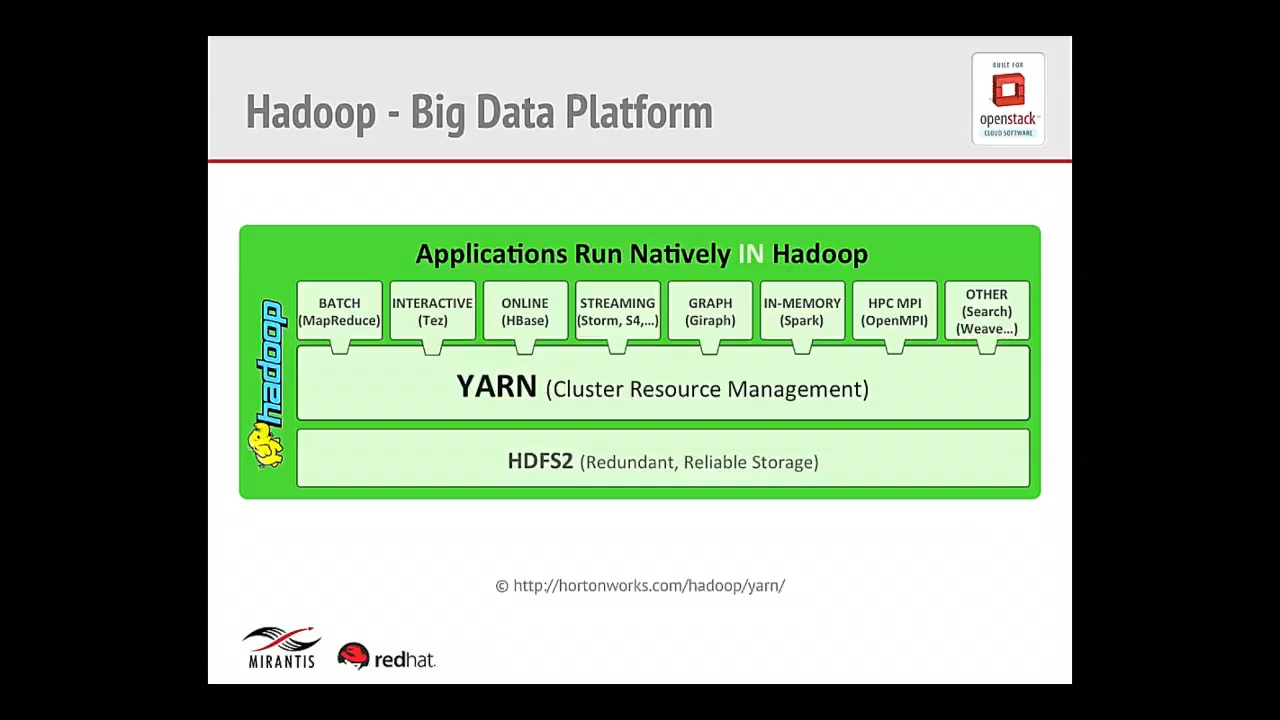 Hadoop - Big Data Platform
BUILT FOR
openstack™
CLOUD SOFTWARE
Applications Run Natively IN Hadoop
hadoop
BATCH
(MapReduce)
INTERACTIVE
(Tez)
ONLINE
(HBase)
STREAMING
(Storm, S4,...)
GRAPH
(Giraph)
IN-MEMORY
(Spark)
HPC MPI
(OpenMPI)
OTHER
(Search)
(Weave...)
YARN (Cluster Resource Management)
HDFS2 (Redundant, Reliable Storage)
© http://hortonworks.com/hadoop/yarn/
MIRANTIS
redhat.